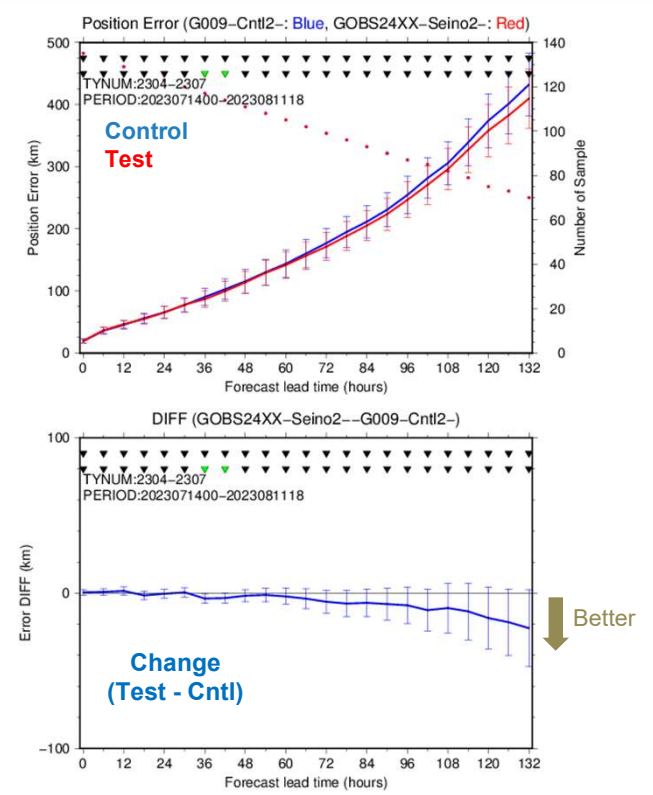 Position Error (G009-Cntl2-: Blue, GOBS24XX-Seino2-: Red)
500
400
300
200
100
0
Position Error (km)
TYNUM:2304-2307
PERIOD:2023071400-2023081118
Control
Test
140
120
100
80
60
40
20
0
Number of Sample
0 12 24 36 48 60 72 84 96 108 120 132
Forecast lead time (hours)
DIFF (GOBS24XX-Seino2--G009-Cntl2-)
100
0
-100
Error DIFF (km)
TYNUM:2304-2307
PERIOD:2023071400-2023081118
Better
Change
(Test - Cntl)
0 12 24 36 48 60 72 84 96 108 120 132
Forecast lead time (hours)